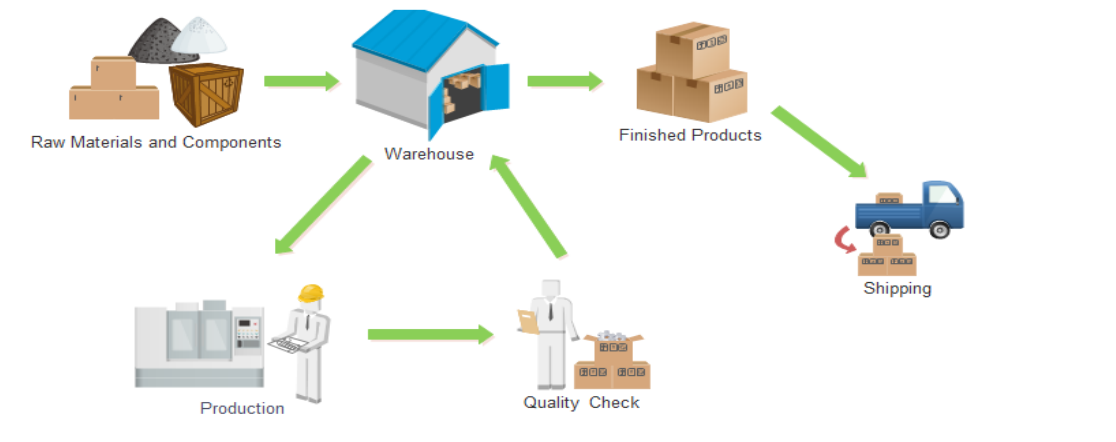 Raw Materials and Components
Warehouse
Finished Products
Shipping
Production
Quality Check